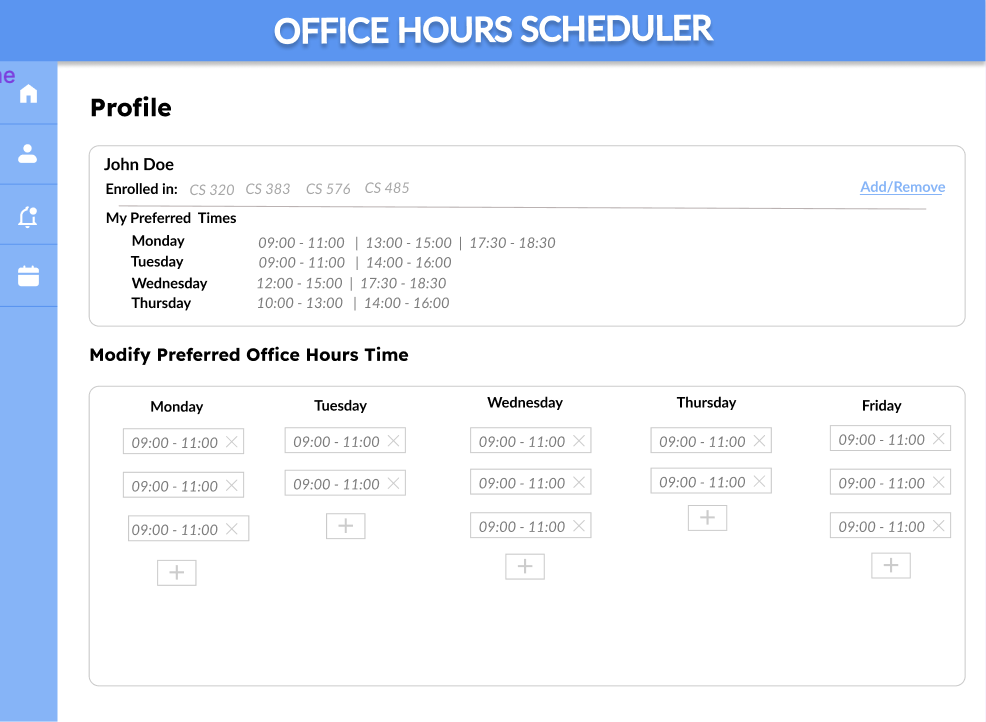 OFFICE HOURS SCHEDULER
Profile
John Doe
Enrolled in: CS 320 CS 383 CS 576 CS 485
Add/Remove
My Preferred Times
Monday 09:00 - 11:00 | 13:00 - 15:00 | 17:30 - 18:30
Tuesday 09:00 - 11:00 | 14:00 - 16:00
Wednesday 12:00 - 15:00 | 17:30 - 18:30
Thursday 10:00 - 13:00 | 14:00 - 16:00
Modify Preferred Office Hours Time
Monday Tuesday Wednesday Thursday Friday
09:00 - 11:00 09:00 - 11:00 09:00 - 11:00 09:00 - 11:00 09:00 - 11:00
09:00 - 11:00 09:00 - 11:00 09:00 - 11:00 09:00 - 11:00 09:00 - 11:00
09:00 - 11:00 09:00 - 11:00 09:00 - 11:00